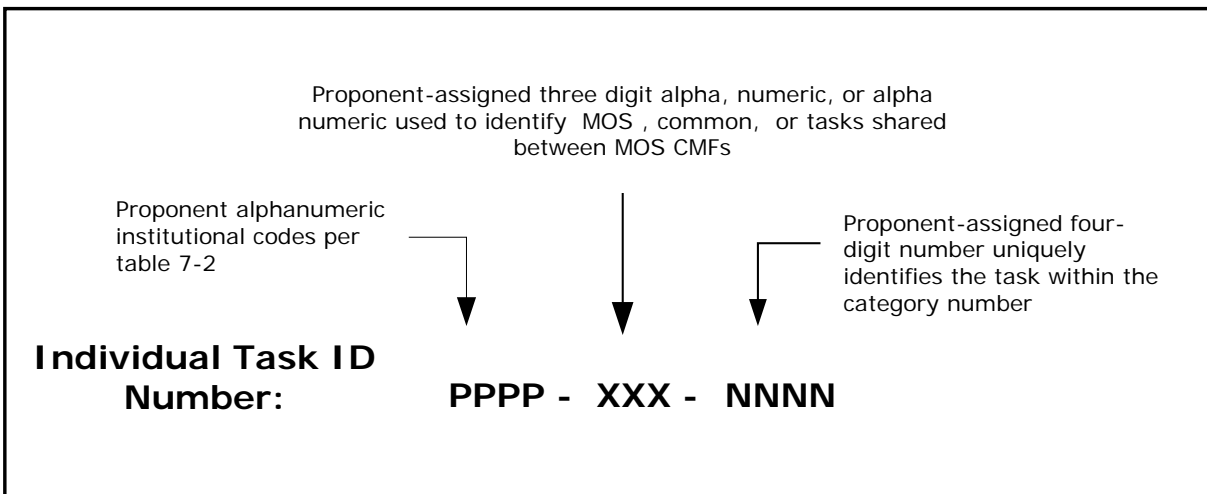 Proponent-assigned three digit alpha, numeric, or alpha
numeric used to identify MOS , common, or tasks shared
between MOS CMFs
Proponent alphanumeric
institutional codes per
table 7-2
Proponent-assigned four-
digit number uniquely
identifies the task within the
category number
Individual Task ID
Number:
PPPP - XXX - NNNN